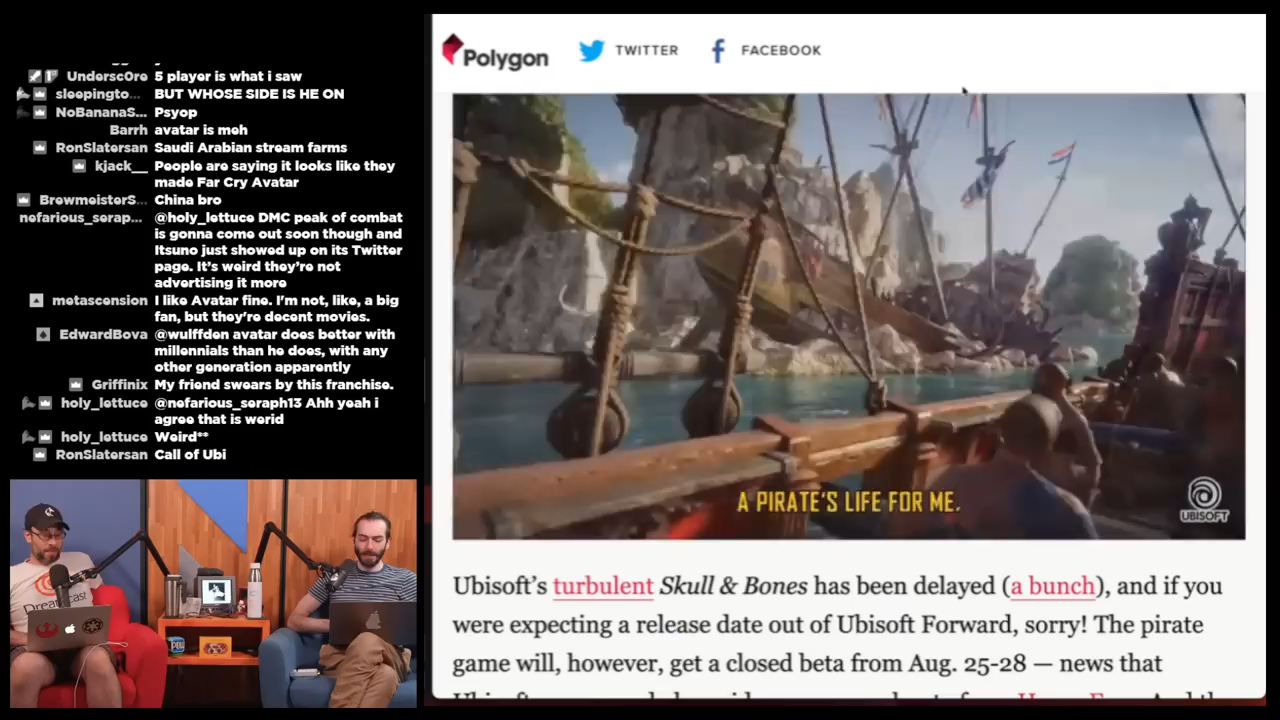 Undersc0re 5 player is what i saw
sleepingto... BUT WHOSE SIDE IS HE ON
NoBananaS... Psyop
Barrh avatar is meh
RonSlatersan Saudi Arabian stream farms
kjack__ People are saying it looks like they
made Far Cry Avatar
BrewmeisterS... China bro
nefarious_serap... @holy_lettuce DMC peak of combat
is gonna come out soon though and
Itsuno just showed up on its Twitter
page. It's weird they're not
advertising it more
metascension I like Avatar fine. I'm not, like, a big
fan, but they're decent movies.
EdwardBova @wulffden avatar does better with
millennials than he does, with any
other generation apparently
Griffinix My friend swears by this franchise.
holy_lettuce @nefarious_seraph13 Ahh yeah i
agree that is werid
holy_lettuce Weird**
RonSlatersan Call of Ubi
Dreamcast
Polygon TWITTER FACEBOOK
A PIRATE'S LIFE FOR ME.
UBISOFT
Ubisoft's turbulent Skull & Bones has been delayed (a bunch), and if you
were expecting a release date out of Ubisoft Forward, sorry! The pirate
game will, however, get a closed beta from Aug. 25-28 — news that